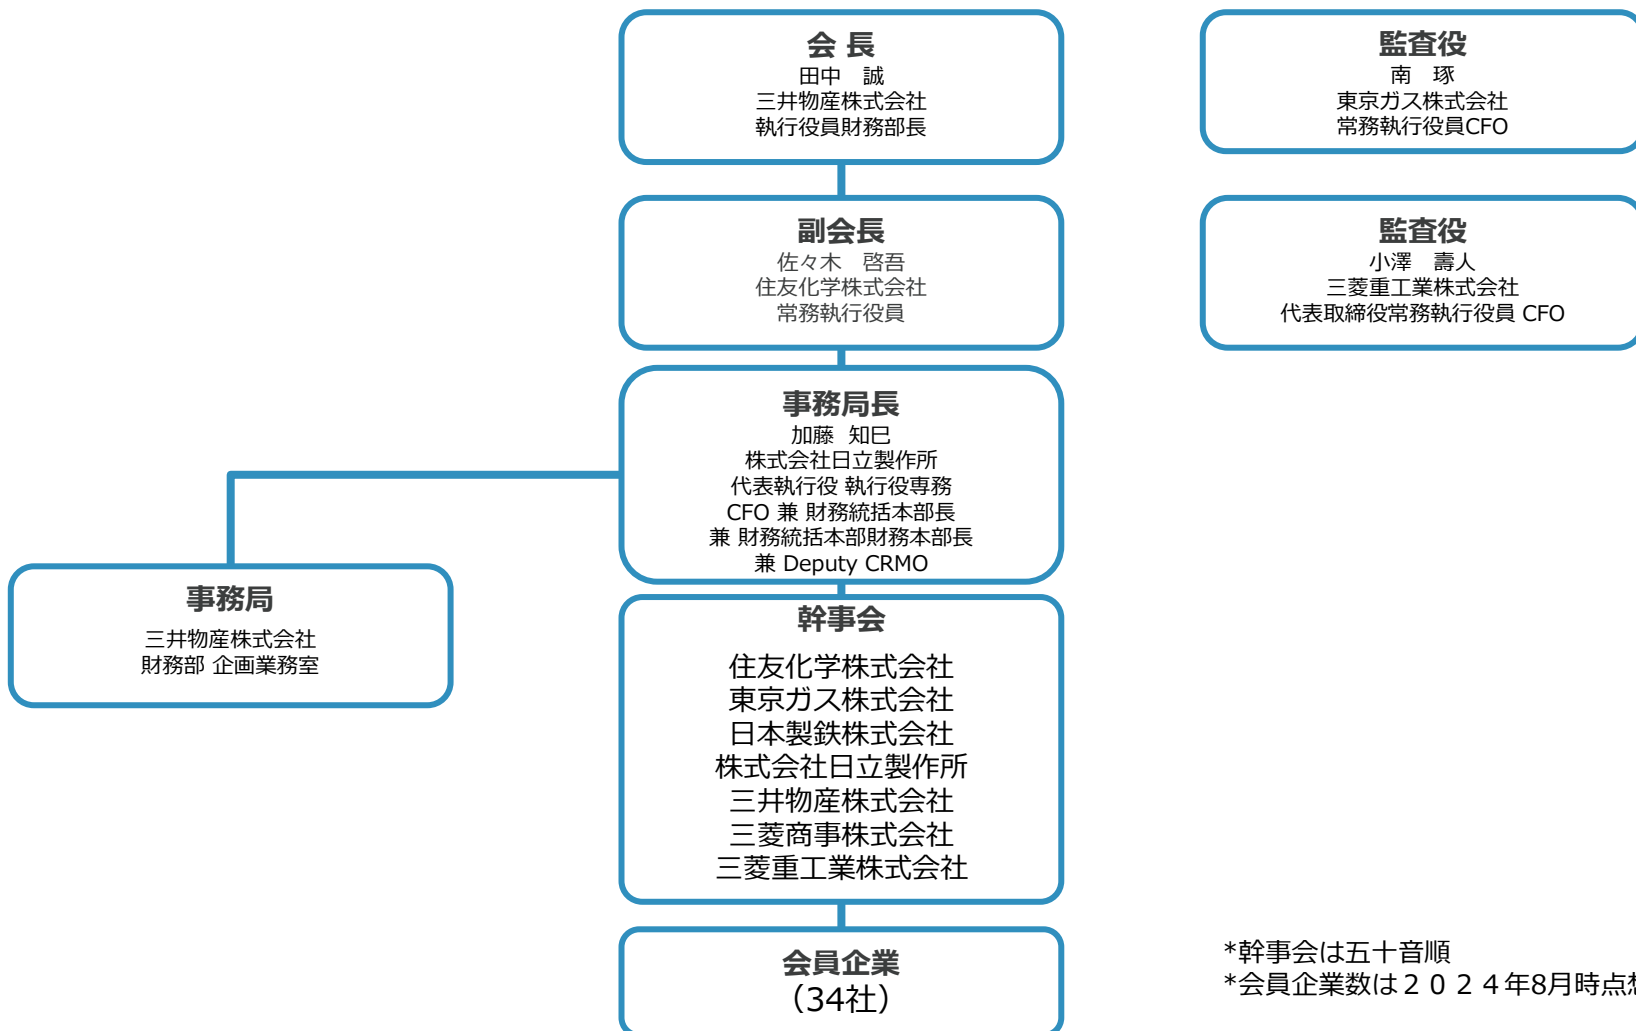 会 長
田中　誠
三井物産株式会社
執行役員財務部長
監査役
南　琢
東京ガス株式会社
常務執行役員CFO
副会長
佐々木　啓吾
住友化学株式会社
常務執行役員
監査役
小澤　壽人
三菱重工業株式会社
代表取締役常務執行役員 CFO
事務局長
加藤 知巳
株式会社日立製作所
代表執行役 執行役専務
CFO 兼 財務統括本部長
兼 財務統括本部財務本部長
兼 Deputy CRMO
事務局
三井物産株式会社
財務部 企画業務室
幹事会
住友化学株式会社
東京ガス株式会社
日本製鉄株式会社
株式会社日立製作所
三井物産株式会社
三菱商事株式会社
三菱重工業株式会社
会員企業
（34社）
*幹事会は五十音順
*会員企業数は２０２４年8月時点